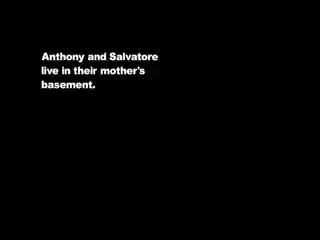 Anthony and Salvatore
live in their mother's
basement.